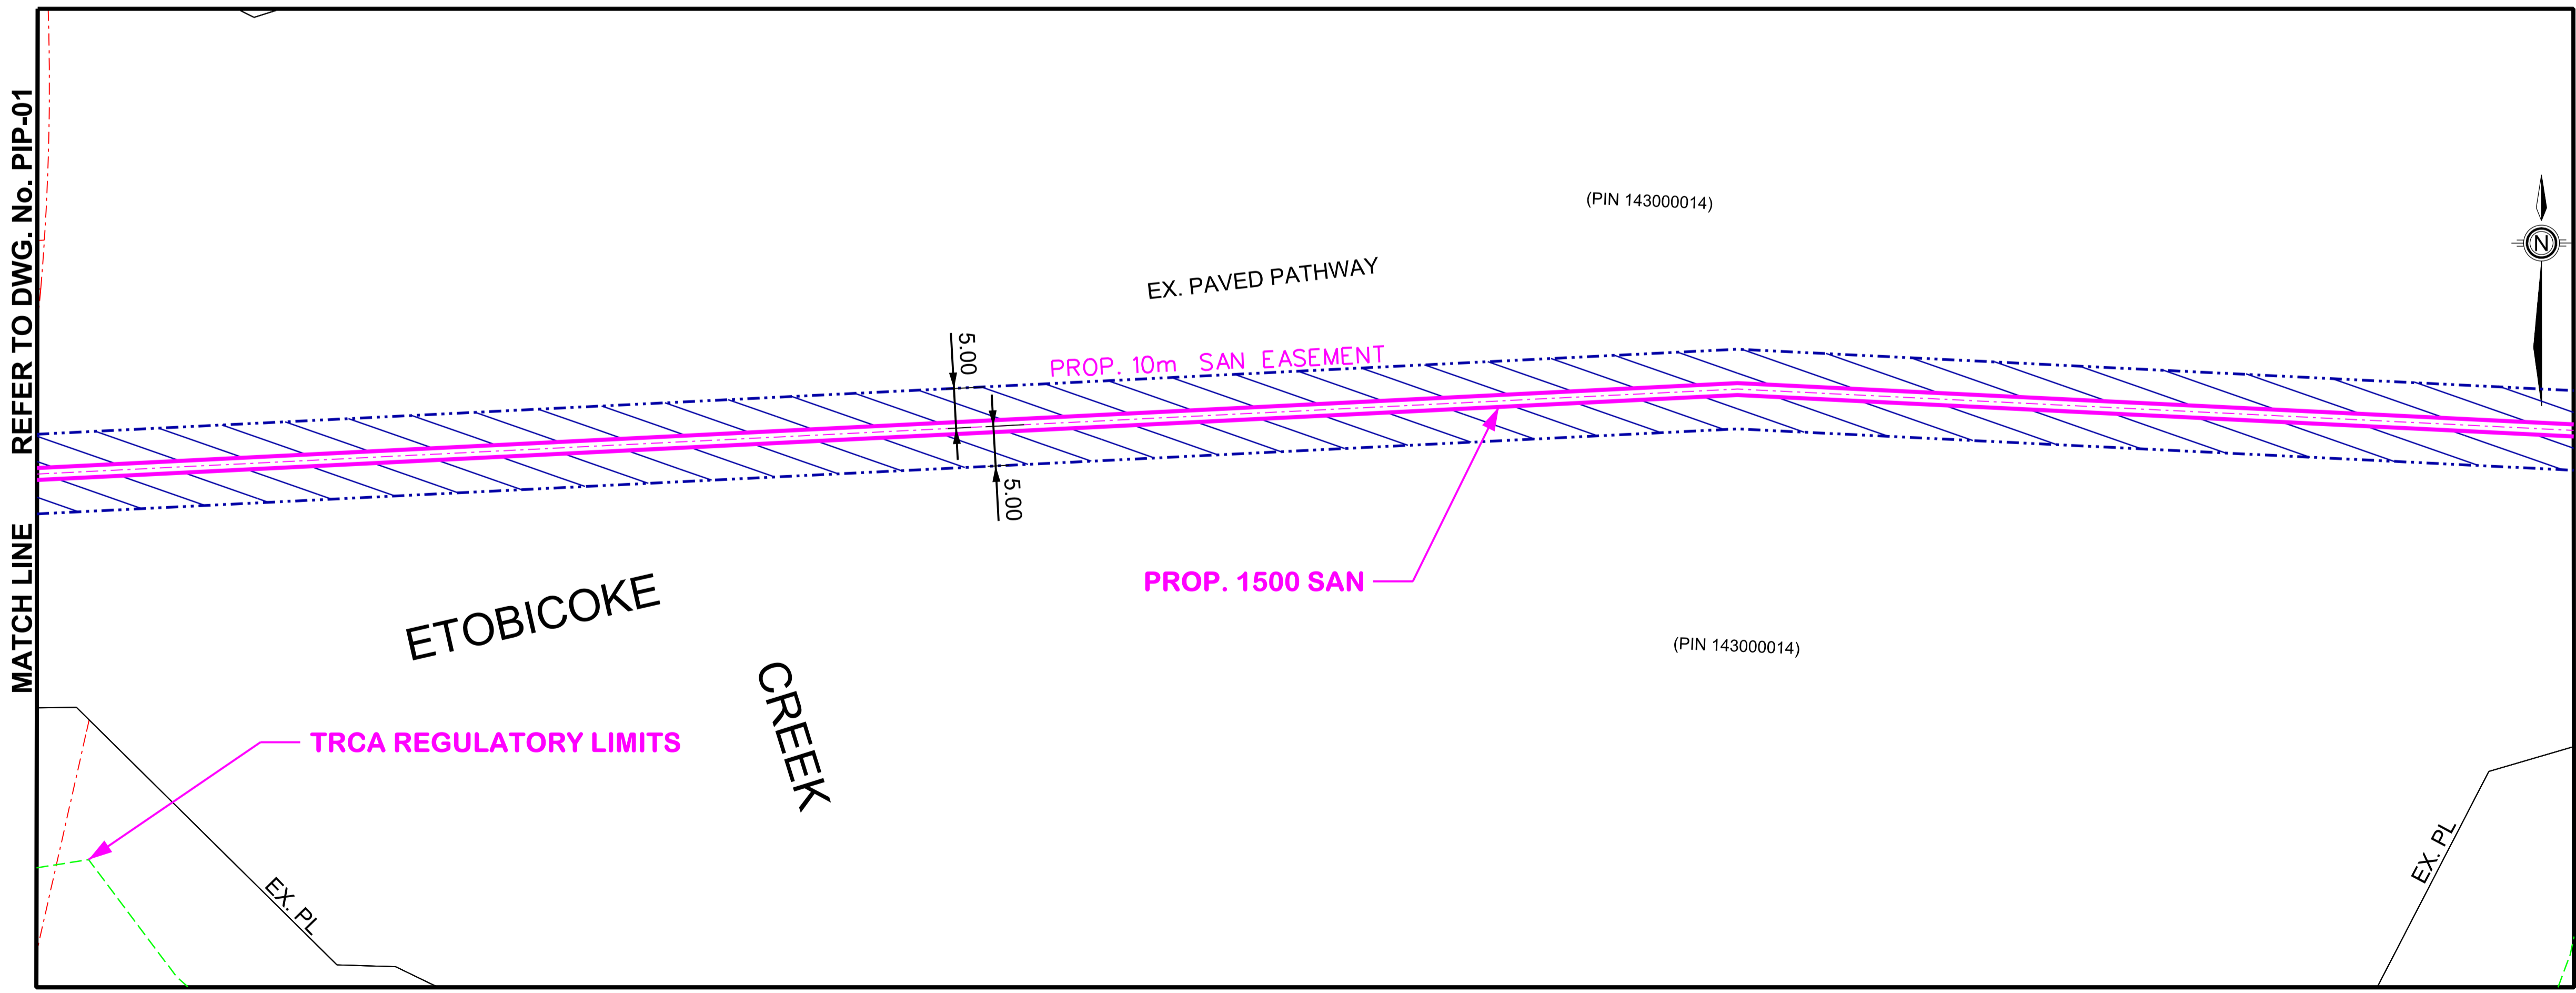 MATCH LINE REFER TO DWG. No. PIP-01
(PIN 143000014)
N
EX. PAVED PATHWAY
5.00
PROP. 10m SAN EASEMENT
5.00
PROP. 1500 SAN
ETOBICOKE
CREEK
(PIN 143000014)
TRCA REGULATORY LIMITS
EX. PL
EX. PL